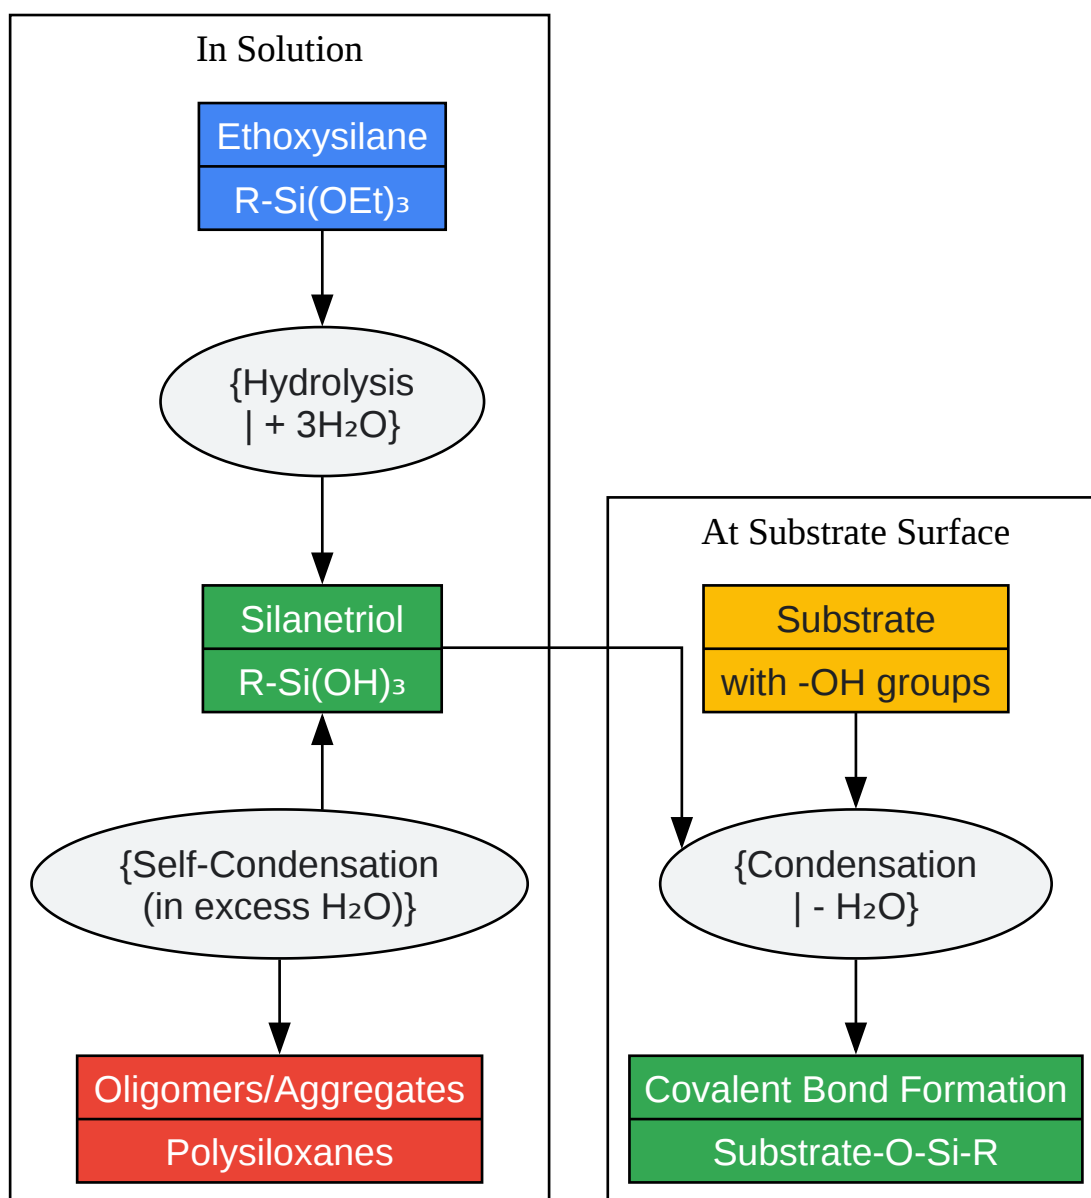 In Solution
Ethoxysilane
R-Si(OEt)₃
{Hydrolysis
| + 3H₂O}
Silanetriol
R-Si(OH)₃
{Self-Condensation
(in excess H₂O)}
Oligomers/Aggregates
Polysiloxanes
At Substrate Surface
Substrate
with -OH groups
{Condensation
| - H₂O}
Covalent Bond Formation
Substrate-O-Si-R